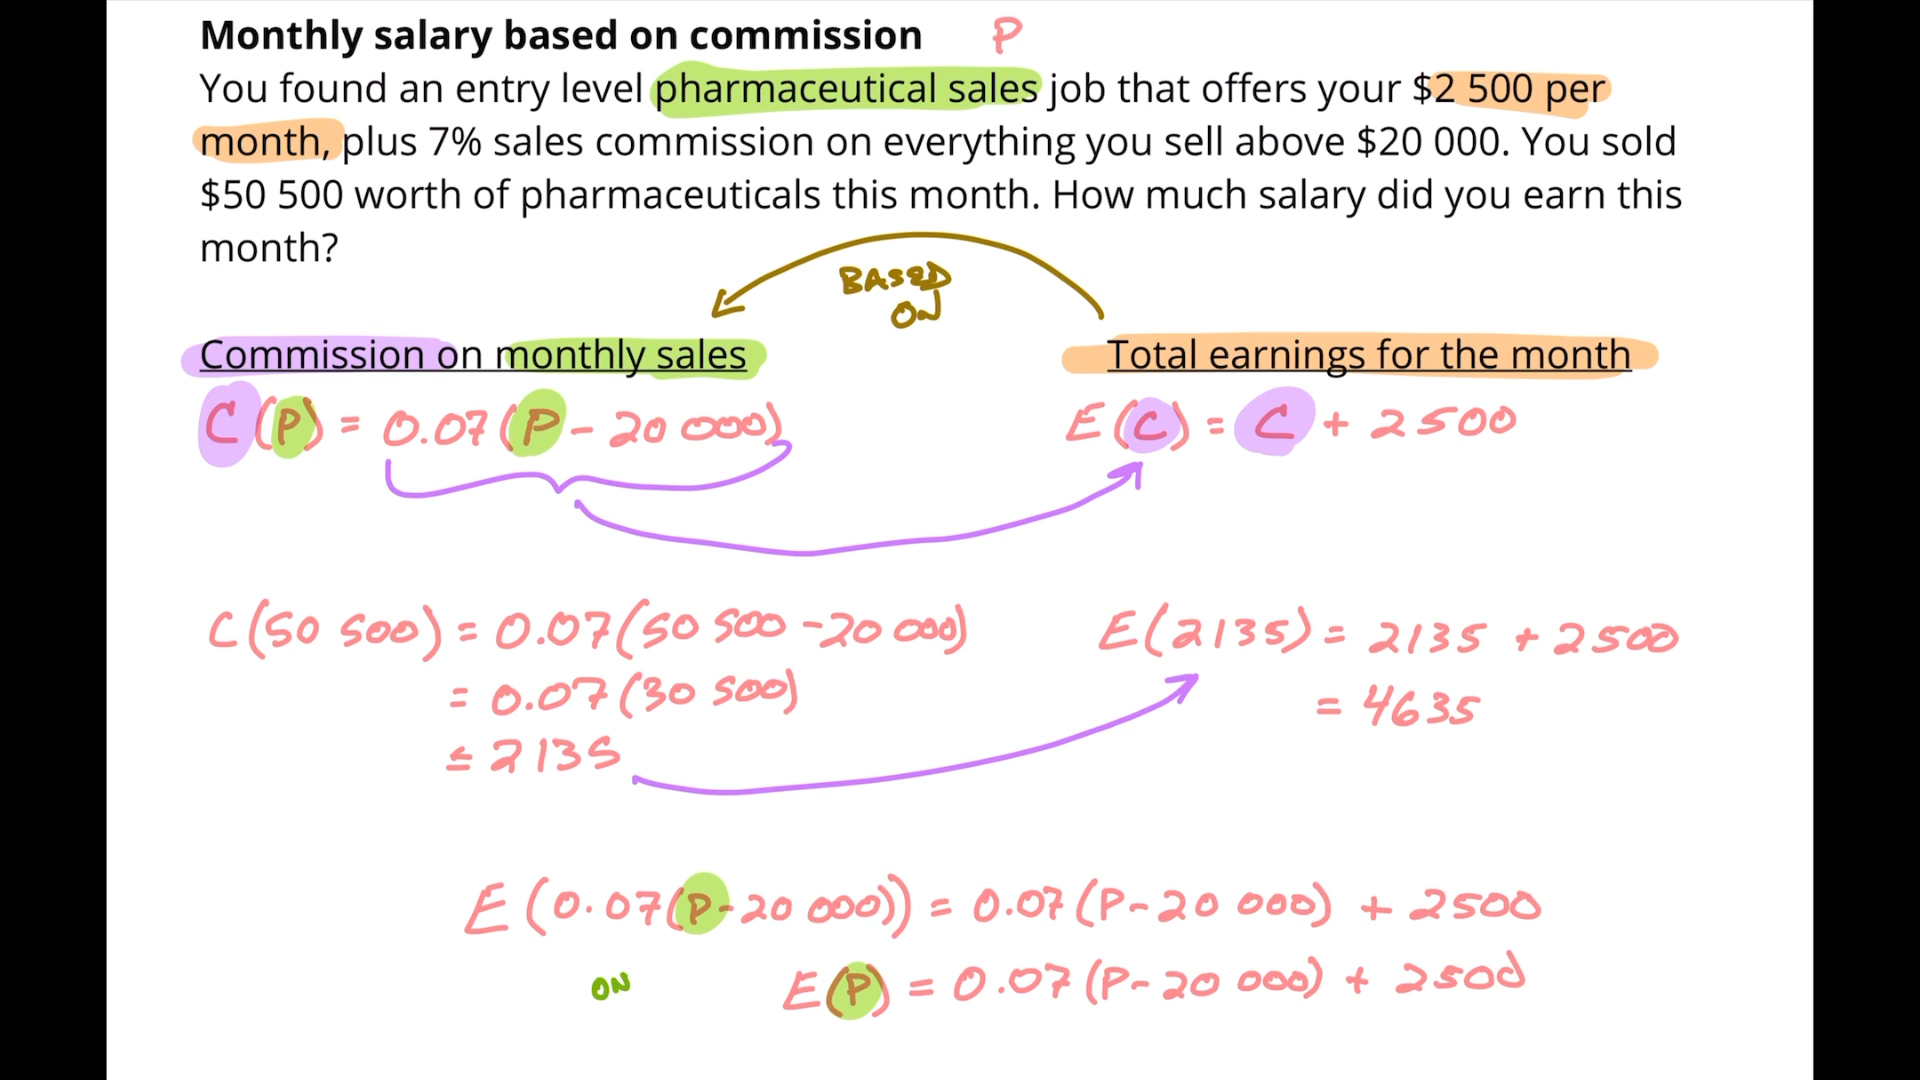 Monthly salary based on commission P
You found an entry level pharmaceutical sales job that offers your $2 500 per
month, plus 7% sales commission on everything you sell above $20 000. You sold
$50 500 worth of pharmaceuticals this month. How much salary did you earn this
month?
BASED
ON
Commission on monthly sales
Total earnings for the month
C(P) = 0.07(P - 20 000)
E(C) = C + 2500
C(50 500) = 0.07(50 500 - 20 000)
= 0.07(30 500)
= 2135
E(2135) = 2135 + 2500
= 4635
E(0.07(P-20 000)) = 0.07(P-20 000) + 2500
ON
E(P) = 0.07(P-20 000) + 2500